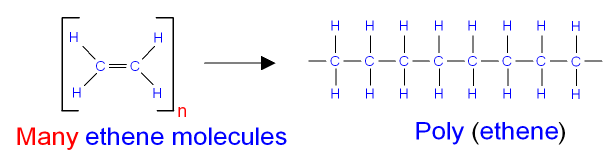 H H
C C
H H
n
H H H H H H H H
C C C C C C C C
H H H H H H H H
Many ethene molecules
Poly (ethene)